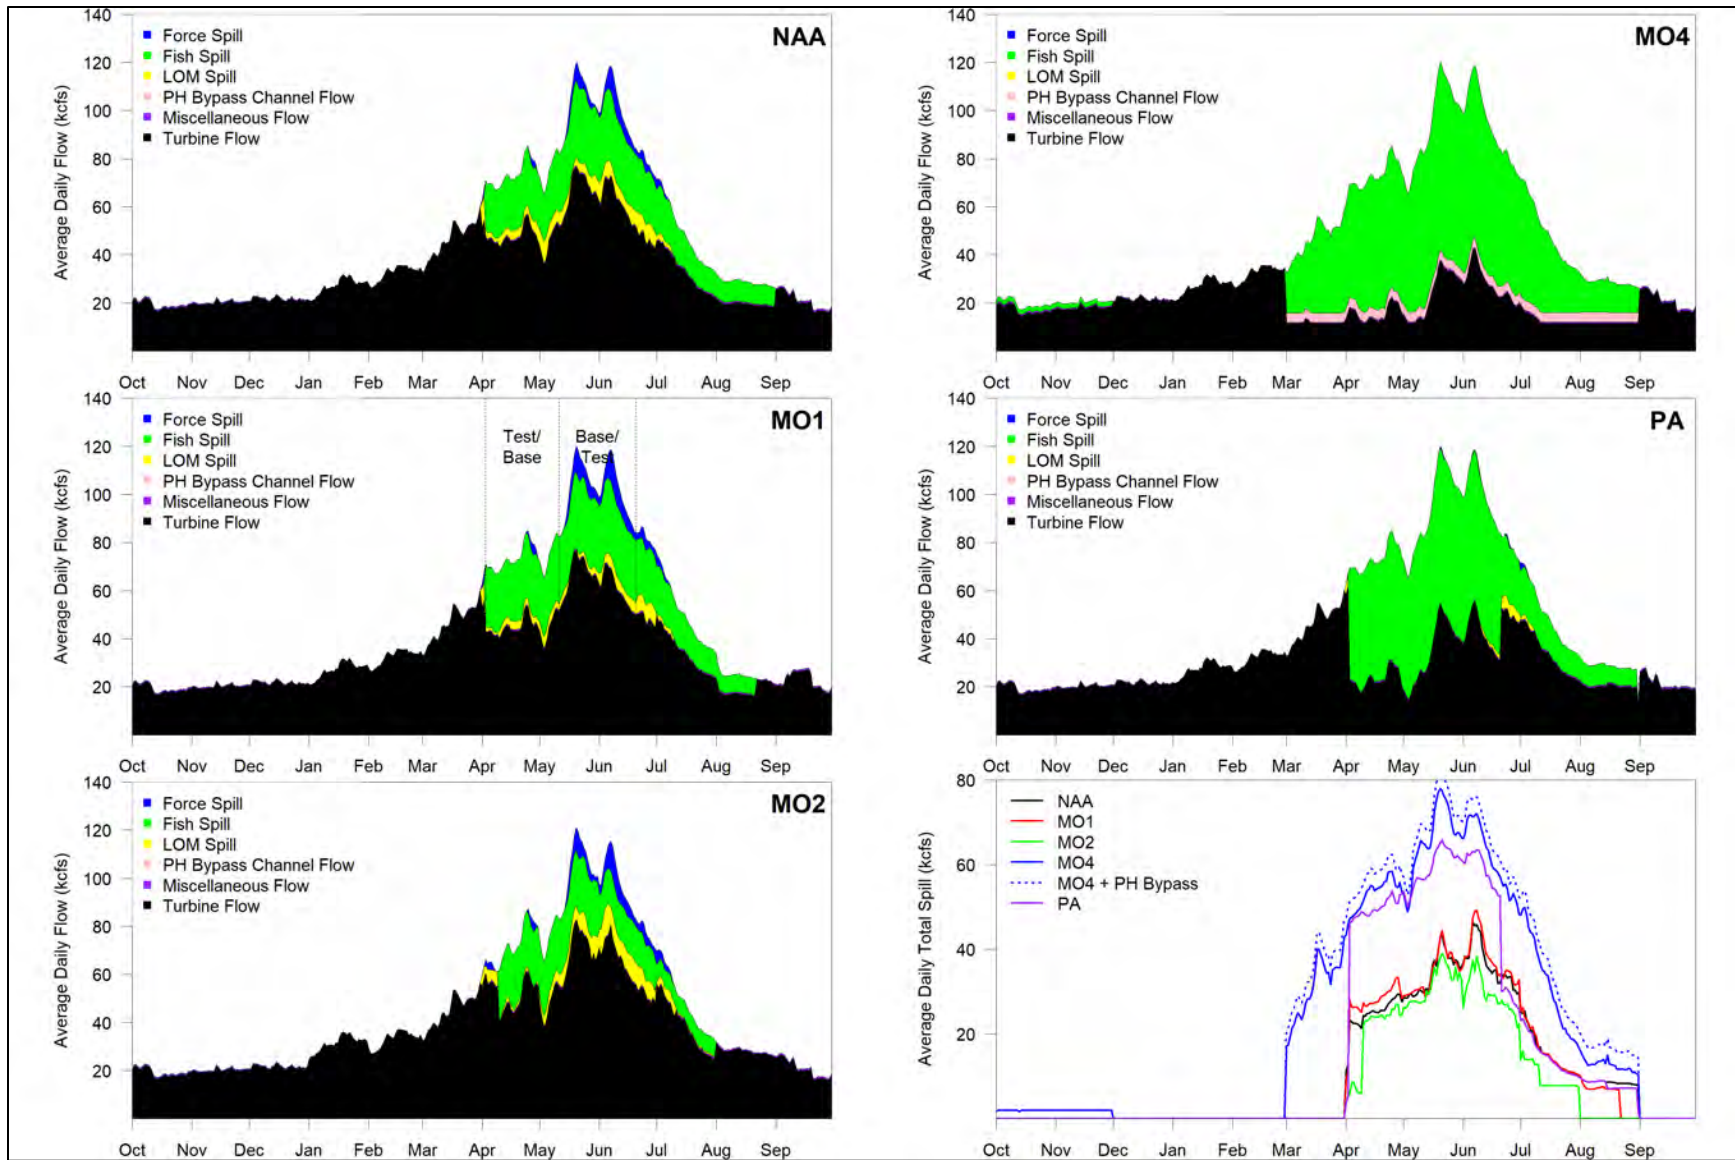 NAA
Average Daily Flow (kcfs)
140
120
100
80
60
40
20
Force Spill
Fish Spill
LOM Spill
PH Bypass Channel Flow
Miscellaneous Flow
Turbine Flow
Oct Nov Dec Jan Feb Mar Apr May Jun Jul Aug Sep
MO4
Average Daily Flow (kcfs)
140
120
100
80
60
40
20
Force Spill
Fish Spill
LOM Spill
PH Bypass Channel Flow
Miscellaneous Flow
Turbine Flow
Oct Nov Dec Jan Feb Mar Apr May Jun Jul Aug Sep
MO1
Average Daily Flow (kcfs)
140
120
100
80
60
40
20
Force Spill
Fish Spill
LOM Spill
PH Bypass Channel Flow
Miscellaneous Flow
Turbine Flow
Test/
Base
Base/
Test
Oct Nov Dec Jan Feb Mar Apr May Jun Jul Aug Sep
PA
Average Daily Flow (kcfs)
140
120
100
80
60
40
20
Force Spill
Fish Spill
LOM Spill
PH Bypass Channel Flow
Miscellaneous Flow
Turbine Flow
Oct Nov Dec Jan Feb Mar Apr May Jun Jul Aug Sep
MO2
Average Daily Flow (kcfs)
140
120
100
80
60
40
20
Force Spill
Fish Spill
LOM Spill
PH Bypass Channel Flow
Miscellaneous Flow
Turbine Flow
Oct Nov Dec Jan Feb Mar Apr May Jun Jul Aug Sep
Average Daily Total Spill (kcfs)
80
60
40
20
NAA
MO1
MO2
MO4
MO4 + PH Bypass
PA
Oct Nov Dec Jan Feb Mar Apr May Jun Jul Aug Sep